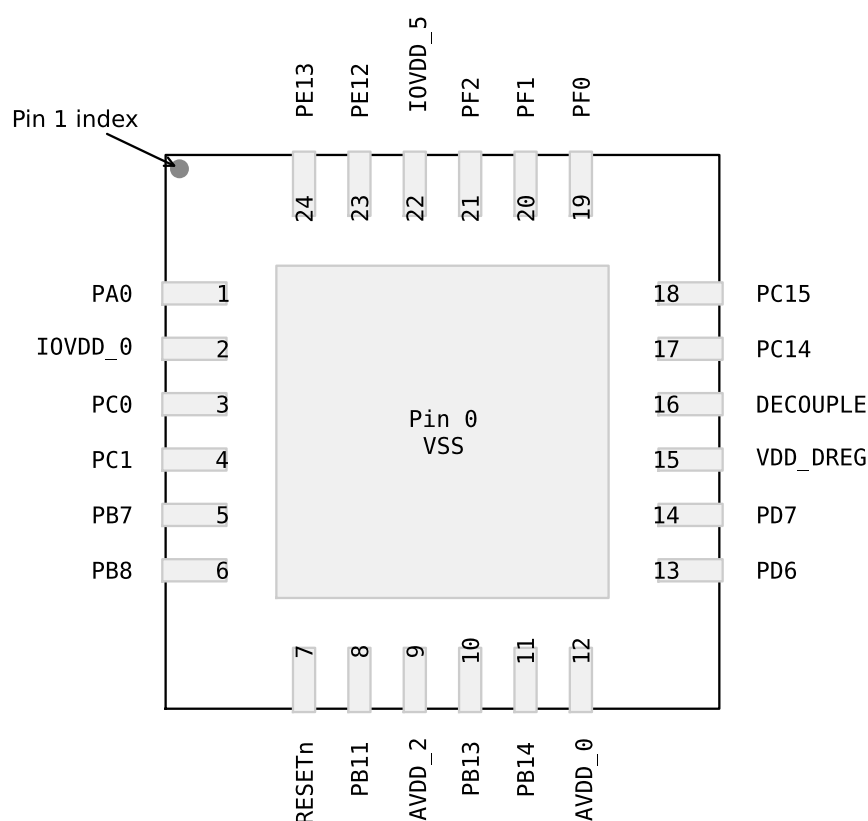 PE13
PE12
IOVDD_5
PF2
PF1
PF0
Pin 1 index
24
23
22
21
20
19
PA0 1
18 PC15
IOVDD_0 2
17 PC14
PC0 3
16 DECOUPLE
Pin 0
VSS
PC1 4
15 VDD_DREG
PB7 5
14 PD7
PB8 6
13 PD6
7
8
9
10
11
12
RESETn
PB11
AVDD_2
PB13
PB14
AVDD_0